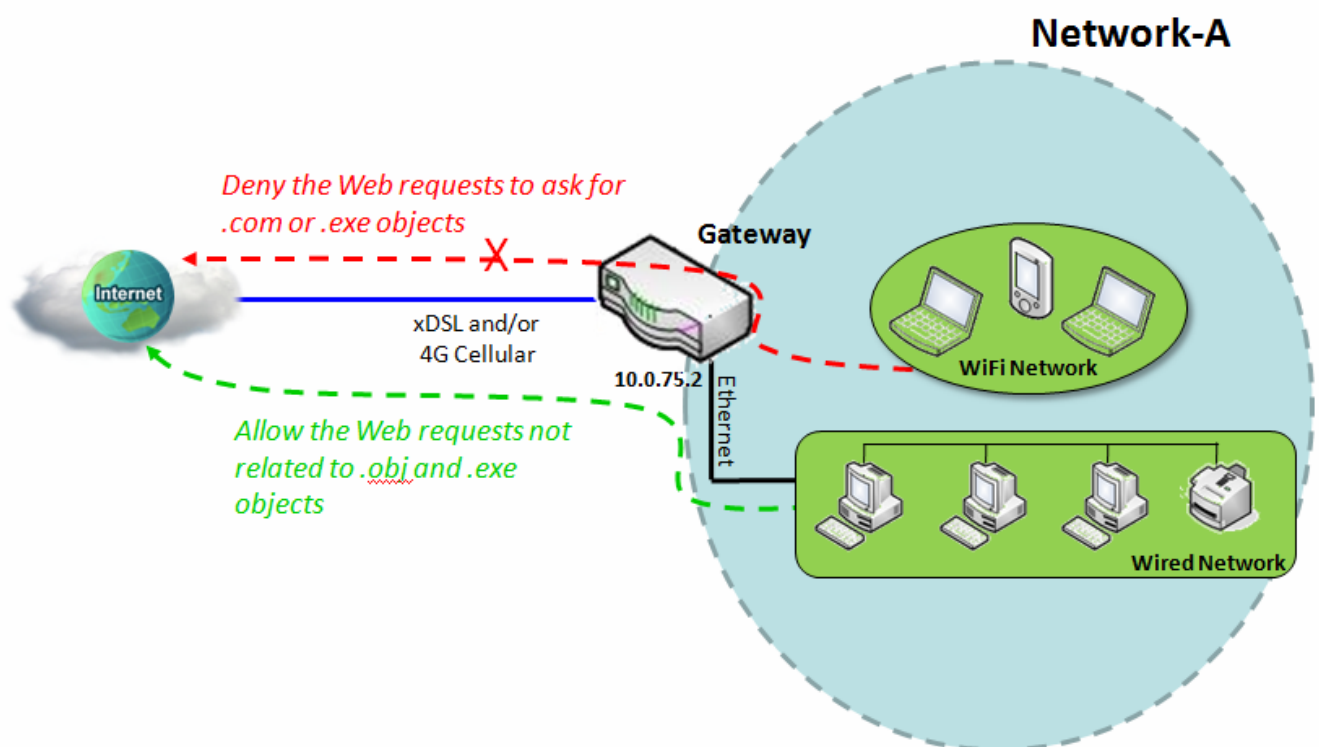 Network-A
Deny the Web requests to ask for
.com or .exe objects
Gateway
Internet
xDSL and/or
4G Cellular
10.0.75.2
Ethernet
WiFi Network
Allow the Web requests not
related to .obj and .exe
objects
Wired Network